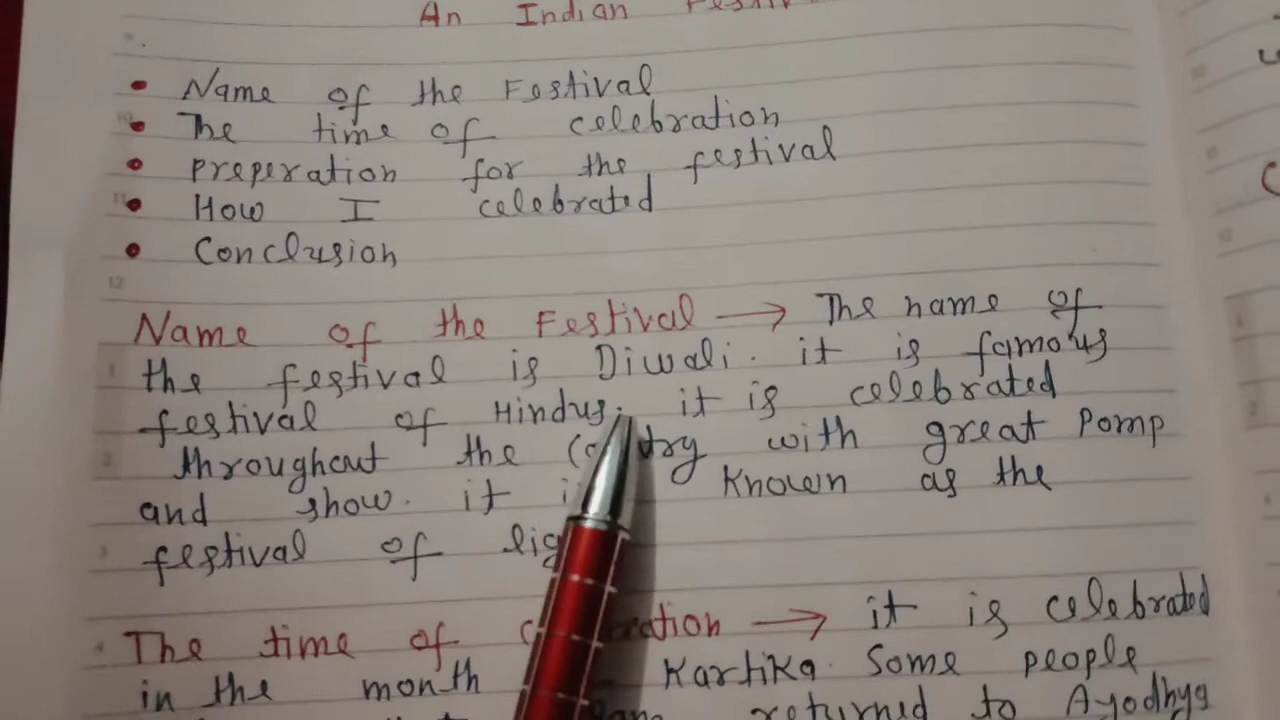 An Indian
• Name of the Festival
• The time of celebration
• preperation for the festival
• How I celebrated
• Conclusion
Name of the Festival → The name of
the festival is Diwali. it is famous
festival of Hindus. it is celebrated
throughout the with great Pomp
and show. it known as the
festival of
The time of → it is celebrated
in the month Kartika. Some people
returned to Ayodhya